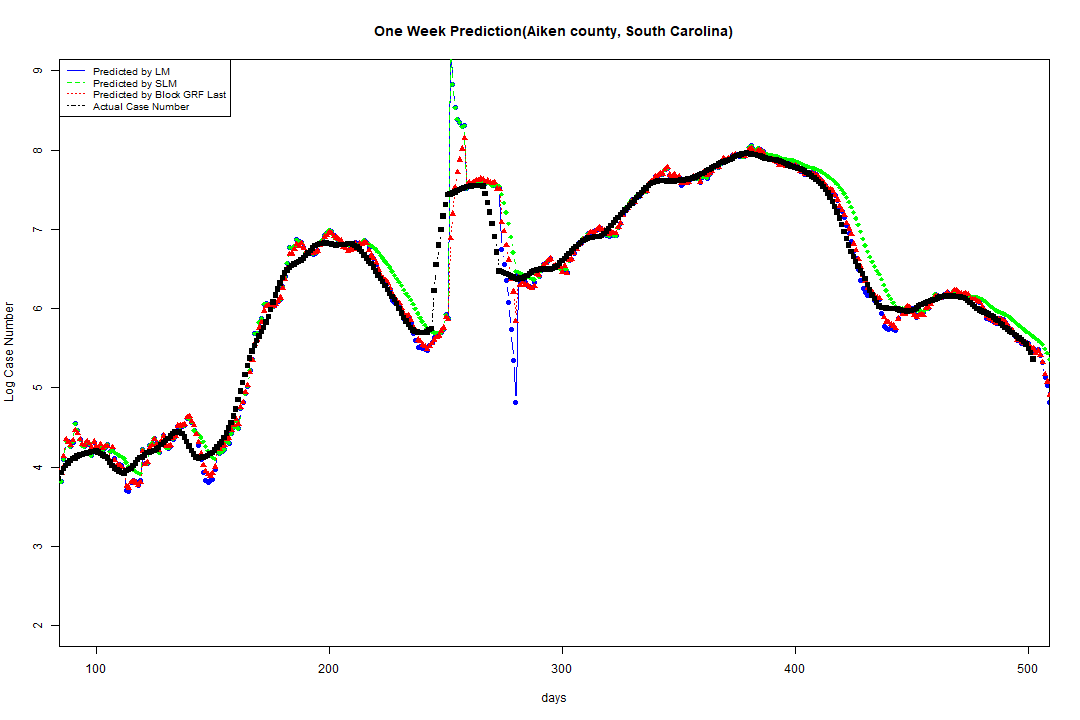 One Week Prediction(Aiken county, South Carolina)
Predicted by LM
Predicted by SLM
Predicted by Block GRF Last
Actual Case Number
9
8
7
6
5
4
3
2
Log Case Number
100 200 300 400 500
days